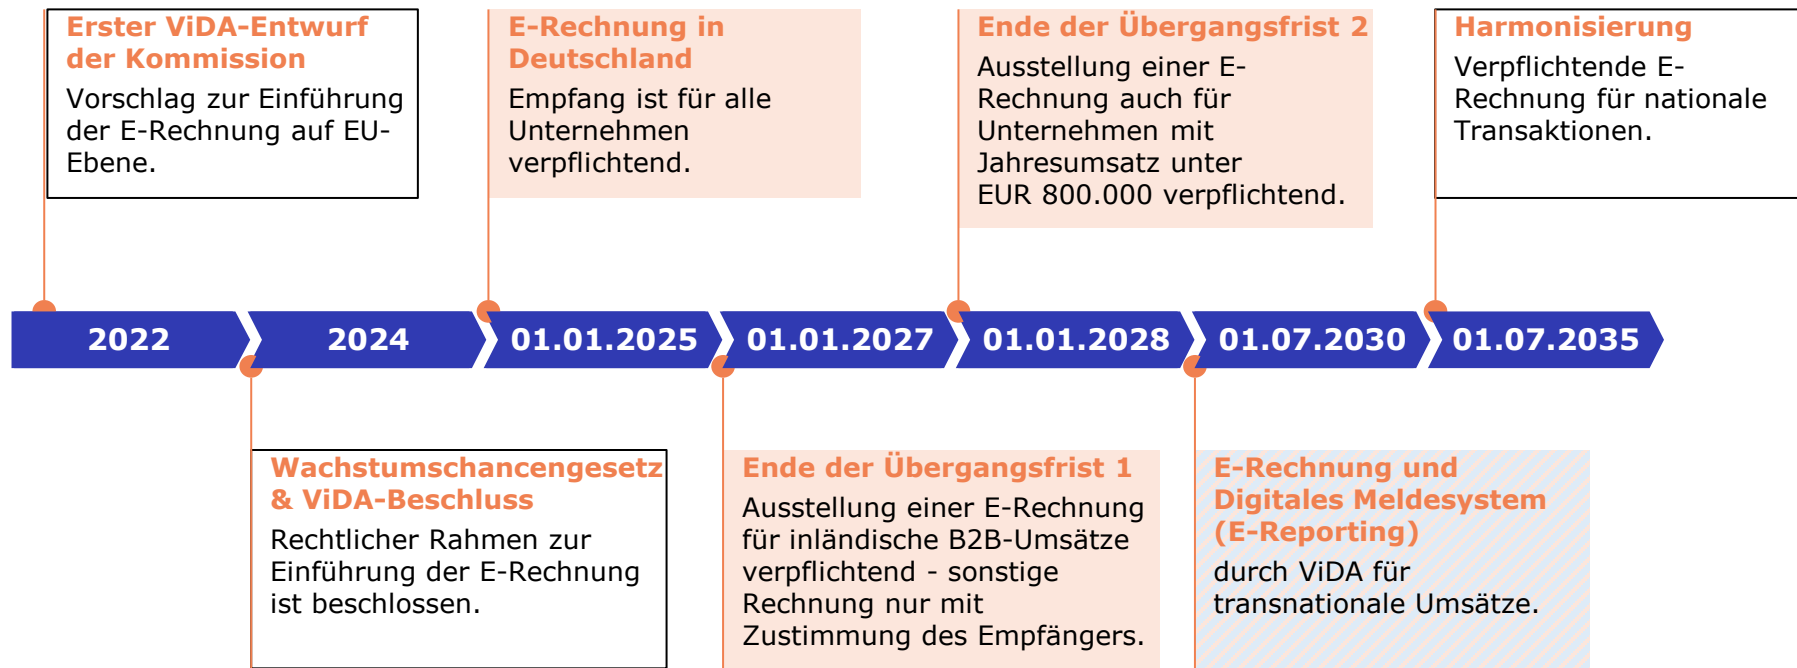 Erster ViDA-Entwurf
der Kommission
Vorschlag zur Einführung
der E-Rechnung auf EU-
Ebene.
E-Rechnung in
Deutschland
Empfang ist für alle
Unternehmen
verpflichtend.
Ende der Übergangsfrist 2
Ausstellung einer E-
Rechnung auch für
Unternehmen mit
Jahresumsatz unter
EUR 800.000 verpflichtend.
Harmonisierung
Verpflichtende E-
Rechnung für nationale
Transaktionen.
2022
2024
01.01.2025
01.01.2027
01.01.2028
01.07.2030
01.07.2035
Wachstumschancengesetz
& ViDA-Beschluss
Rechtlicher Rahmen zur
Einführung der E-Rechnung
ist beschlossen.
Ende der Übergangsfrist 1
Ausstellung einer E-Rechnung
für inländische B2B-Umsätze
verpflichtend - sonstige
Rechnung nur mit
Zustimmung des Empfängers.
E-Rechnung und
Digitales Meldesystem
(E-Reporting)
durch ViDA für
transnationale Umsätze.